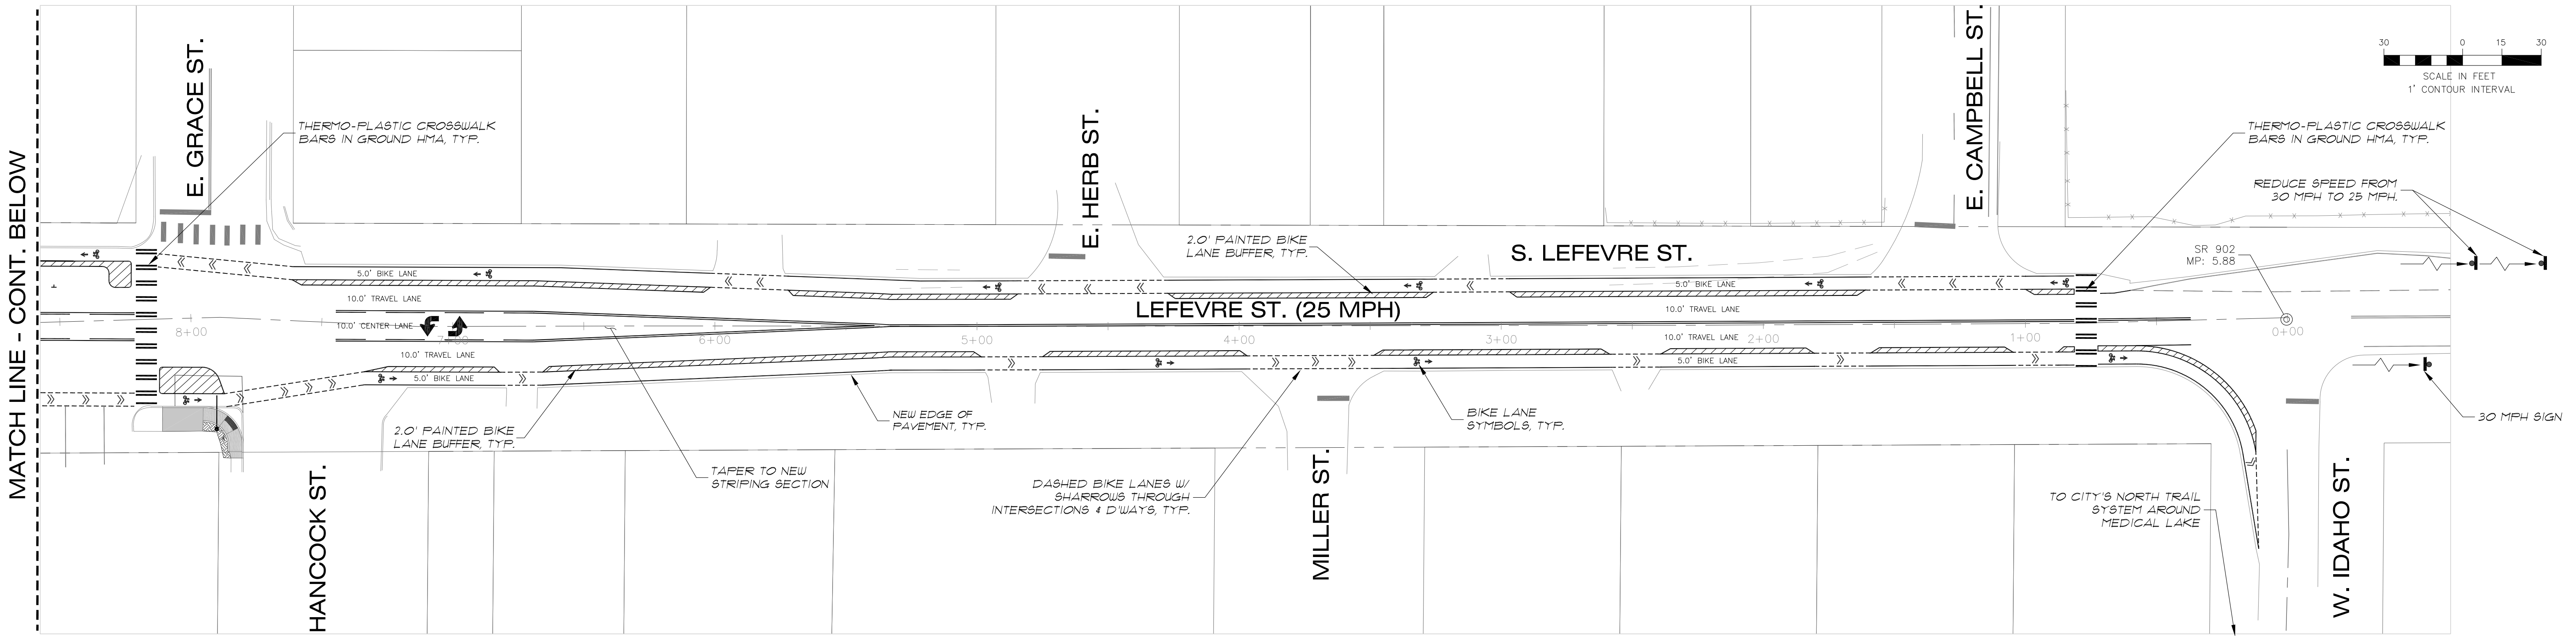 MATCH LINE - CONT. BELOW
E. GRACE ST.
THERMO-PLASTIC CROSSWALK
BARS IN GROUND HMA, TYP.
E. HERB ST.
E. CAMPBELL ST.
30 0 15 30
SCALE IN FEET
1' CONTOUR INTERVAL
THERMO-PLASTIC CROSSWALK
BARS IN GROUND HMA, TYP.
REDUCE SPEED FROM
30 MPH TO 25 MPH.
2.0' PAINTED BIKE
LANE BUFFER, TYP.
S. LEFEVRE ST.
SR 902
MP: 5.88
5.0' BIKE LANE
5.0' BIKE LANE
10.0' TRAVEL LANE
LEFEVRE ST. (25 MPH)
10.0' TRAVEL LANE
10.0' CENTER LANE
8+00
7+00
6+00
5+00
4+00
3+00
2+00
1+00
0+00
10.0' TRAVEL LANE
10.0' TRAVEL LANE
5.0' BIKE LANE
5.0' BIKE LANE
2.0' PAINTED BIKE
LANE BUFFER, TYP.
NEW EDGE OF
PAVEMENT, TYP.
BIKE LANE
SYMBOLS, TYP.
30 MPH SIGN
TAPER TO NEW
STRIPING SECTION
DASHED BIKE LANES W/
SHARROWS THROUGH
INTERSECTIONS & D'WAYS, TYP.
TO CITY'S NORTH TRAIL
SYSTEM AROUND
MEDICAL LAKE
HANCOCK ST.
MILLER ST.
W. IDAHO ST.